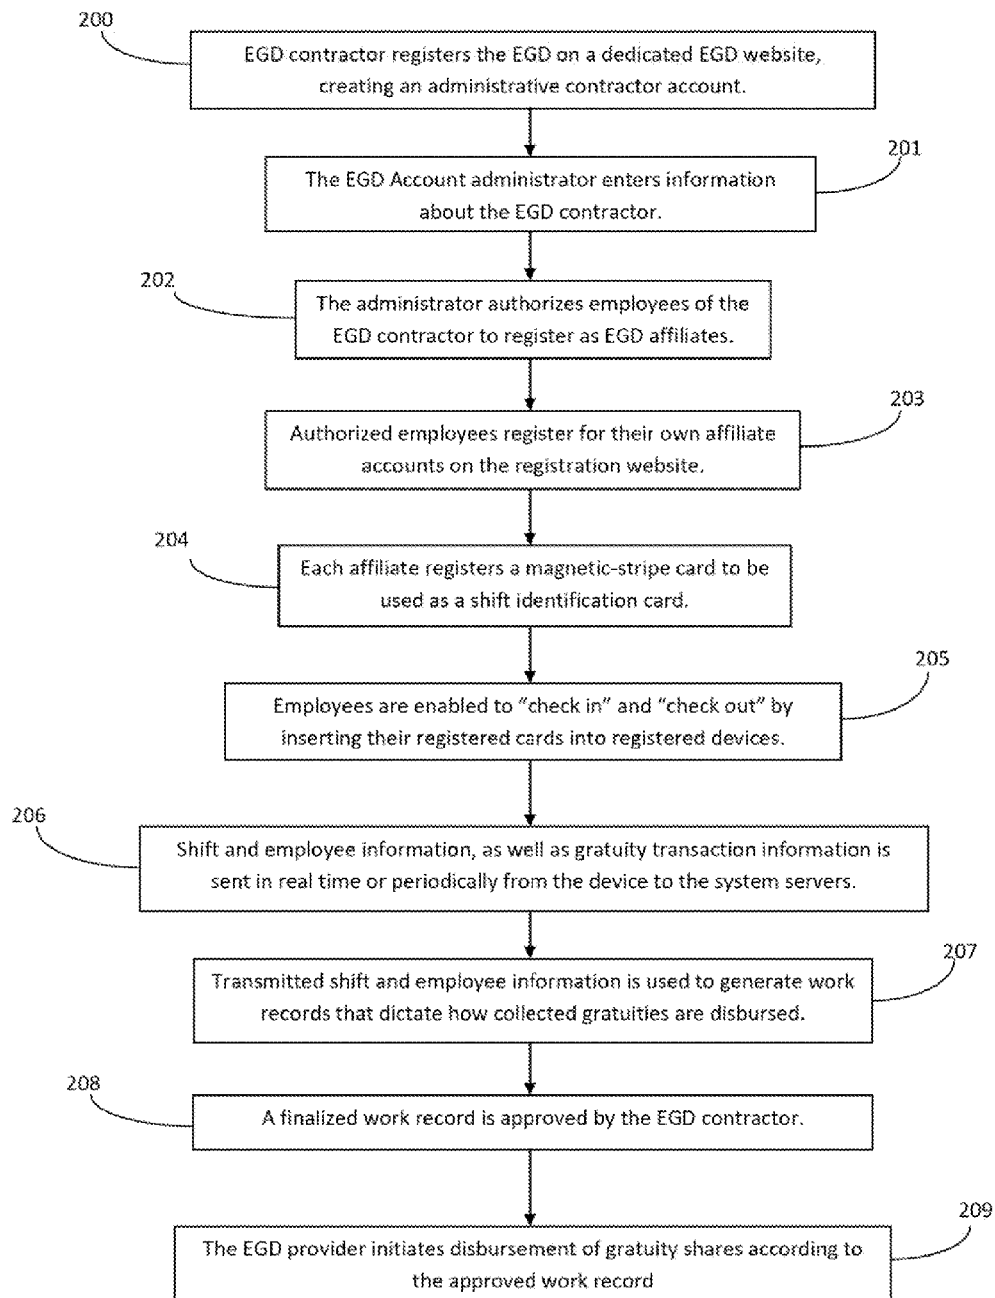 200
EGD contractor registers the EGD on a dedicated EGD website,
creating an administrative contractor account.
201
The EGD Account administrator enters information
about the EGD contractor.
202
The administrator authorizes employees of the
EGD contractor to register as EGD affiliates.
203
Authorized employees register for their own affiliate
accounts on the registration website.
204
Each affiliate registers a magnetic-stripe card to be
used as a shift identification card.
205
Employees are enabled to "check in" and "check out" by
inserting their registered cards into registered devices.
206
Shift and employee information, as well as gratuity transaction information is
sent in real time or periodically from the device to the system servers.
207
Transmitted shift and employee information is used to generate work
records that dictate how collected gratuities are disbursed.
208
A finalized work record is approved by the EGD contractor.
209
The EGD provider initiates disbursement of gratuity shares according to
the approved work record